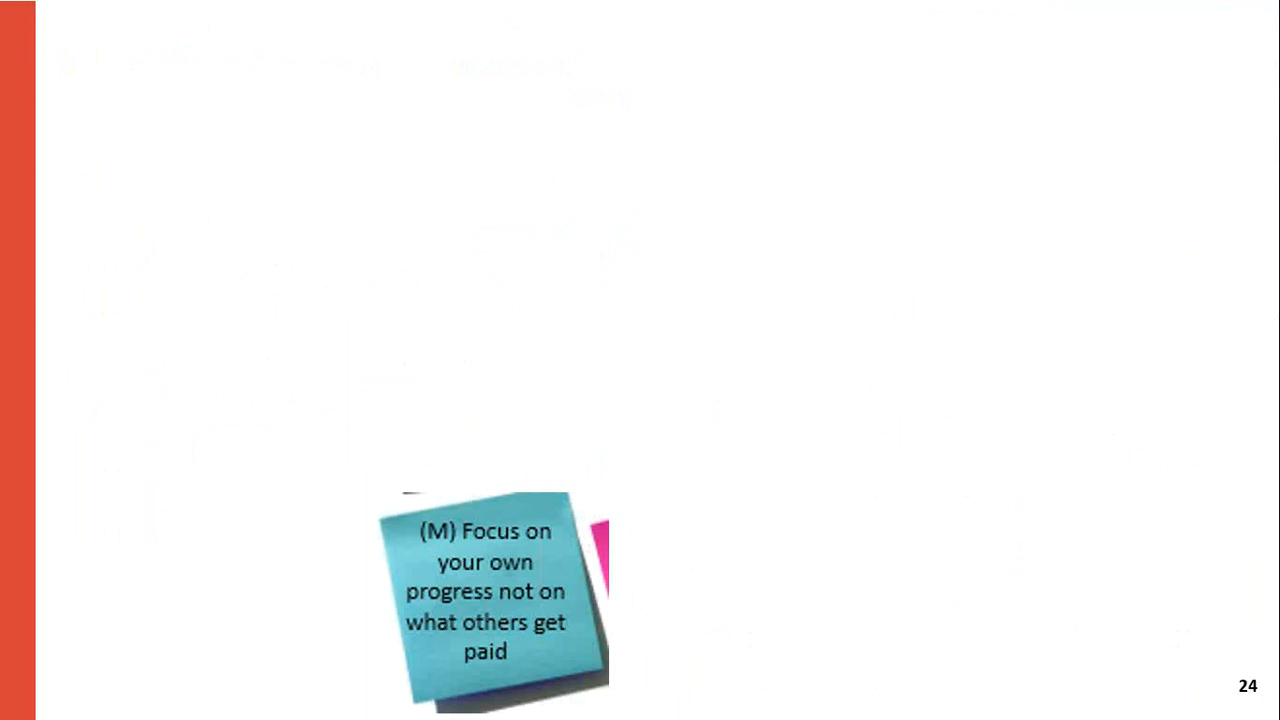 (M) Focus on
your own
progress not on
what others get
paid
24